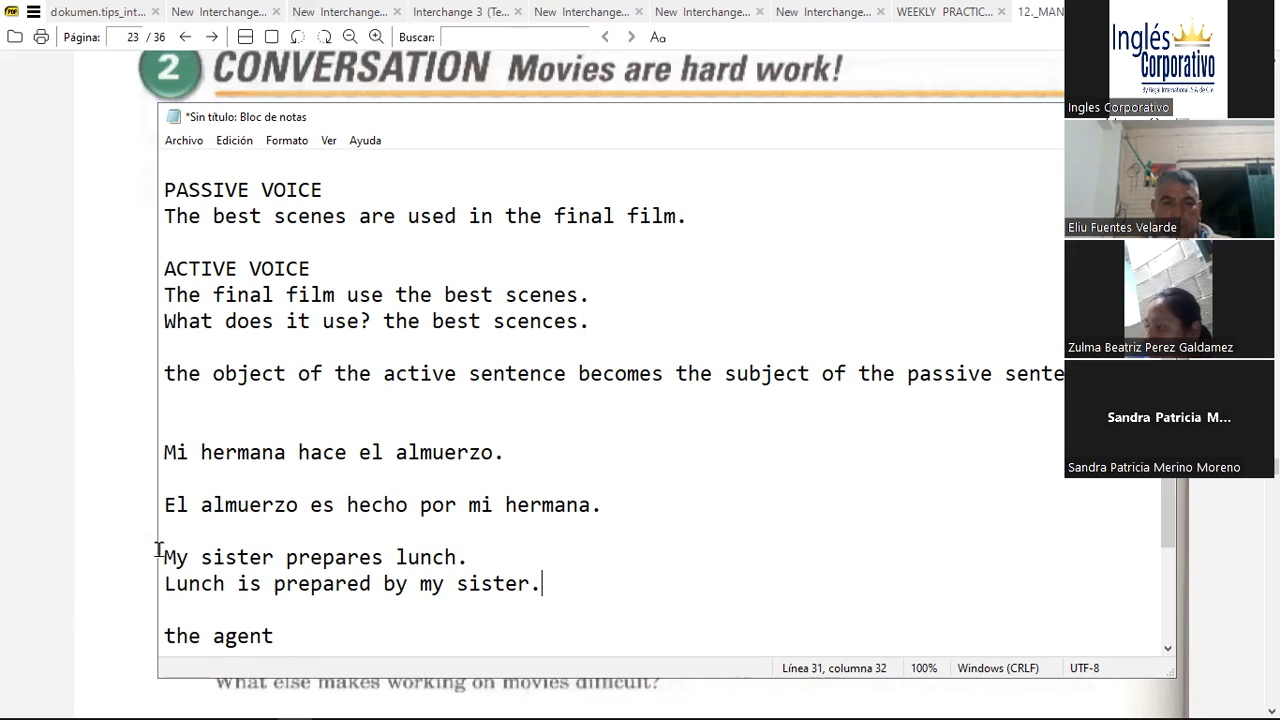 dokumen.tips_int...
New Interchange...
New Interchange...
Interchange 3 (Te...
New Interchange...
New Interchange...
New Interchange...
WEEKLY PRACTIC...
12._MAN
Página: 23 / 36
Buscar:
Aa
2 CONVERSATION Movies are hard work!
*Sin título: Bloc de notas
Archivo Edición Formato Ver Ayuda
PASSIVE VOICE
The best scenes are used in the final film.
ACTIVE VOICE
The final film use the best scenes.
What does it use? the best scences.
the object of the active sentence becomes the subject of the passive sente
Mi hermana hace el almuerzo.
El almuerzo es hecho por mi hermana.
My sister prepares lunch.
Lunch is prepared by my sister.
the agent
Línea 31, columna 32 100% Windows (CRLF) UTF-8
What else makes working on movies difficult?
Inglés
Corporativo
By Regal International, S.A. de C.V.
Ingles Corporativo
Eliu Fuentes Velarde
Zulma Beatriz Perez Galdamez
Sandra Patricia M...
Sandra Patricia Merino Moreno